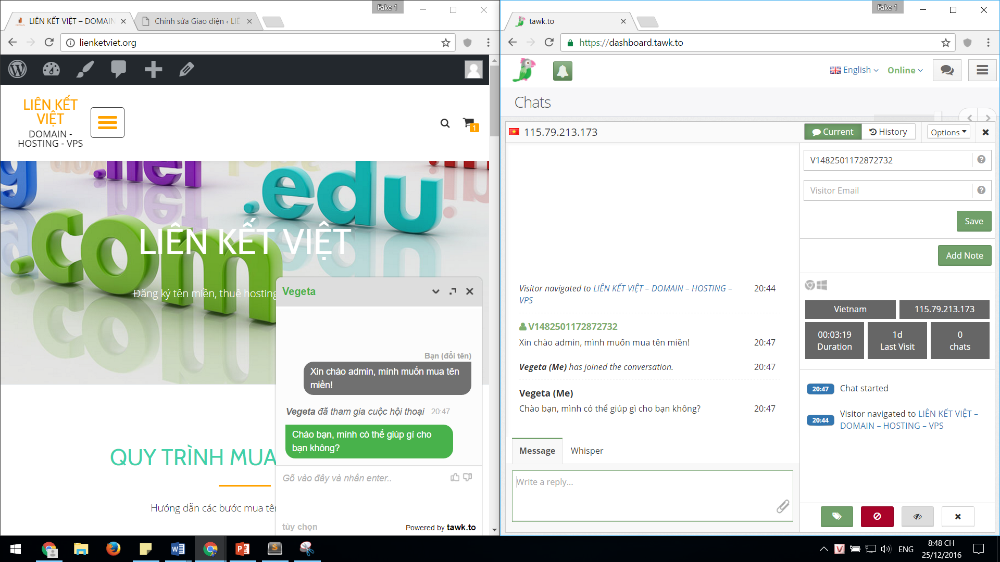 Fake 1
LIÊN KẾT VIỆT – DOMAIN
Chỉnh sửa Giao diện ‹ LIÊ
lienketviet.org
LIÊN KẾT
VIỆT
DOMAIN -
HOSTING - VPS
1
.edu
.com
LIÊN KẾT VIỆT
Đăng ký tên miền, thuê hosting
QUY TRÌNH MUA
Hướng dẫn các bước mua tên
Vegeta
Bạn (đổi tên)
Xin chào admin, mình muốn mua tên
miền!
Vegeta đã tham gia cuộc hội thoại 20:47
Chào bạn, mình có thể giúp gì cho
bạn không?
Gõ vào đây và nhấn enter..
tùy chọn
Powered by tawk.to
Fake 1
tawk.to
https://dashboard.tawk.to
English
Online
Chats
115.79.213.173
Current
History
Options
Visitor navigated to LIÊN KẾT VIỆT – DOMAIN – HOSTING – 20:44
VPS
V1482501172872732
Xin chào admin, mình muốn mua tên miền! 20:47
Vegeta (Me) has joined the conversation. 20:47
Vegeta (Me)
Chào bạn, mình có thể giúp gì cho bạn không? 20:47
Message
Whisper
Write a reply...
V1482501172872732
Visitor Email
Save
Add Note
Vietnam
115.79.213.173
00:03:19
Duration
1d
Last Visit
0
chats
20:47 Chat started
20:44 Visitor navigated to LIÊN KẾT VIỆT –
DOMAIN – HOSTING – VPS
ENG
8:48 CH
25/12/2016